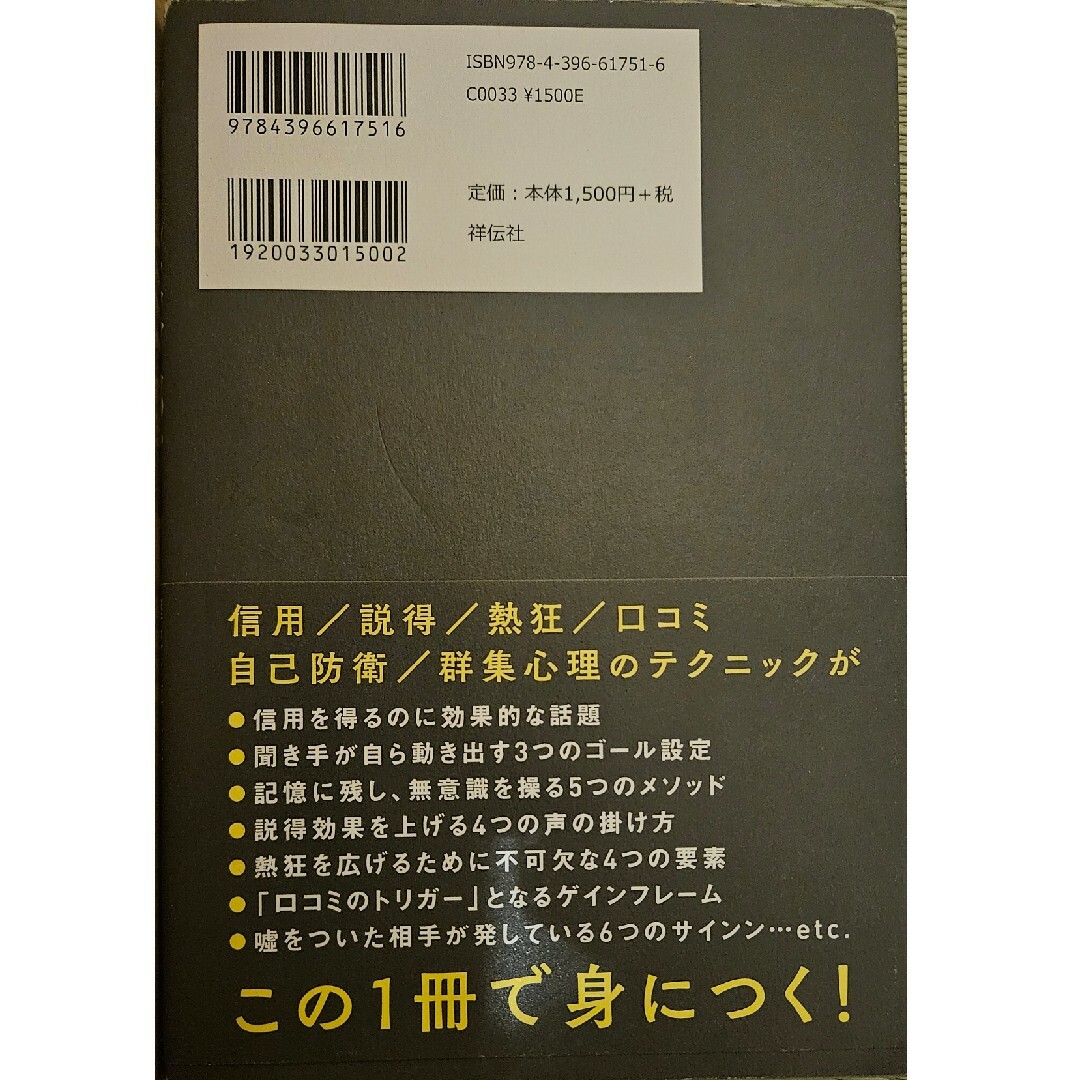 ISBN978-4-396-61751-6
C0033 ¥1500E
9784396617516
定価：本体1,500円＋税
祥伝社
1920033015002
信用／説得／熱狂／口コミ
自己防衛／群集心理のテクニックが
●信用を得るのに効果的な話題
●聞き手が自ら動き出す3つのゴール設定
●記憶に残し、無意識を操る5つのメソッド
●説得効果を上げる4つの声の掛け方
●熱狂を広げるために不可欠な4つの要素
●「口コミのトリガー」となるゲインフレーム
●嘘をついた相手が発している6つのサインン…etc.
この1冊で身につく！